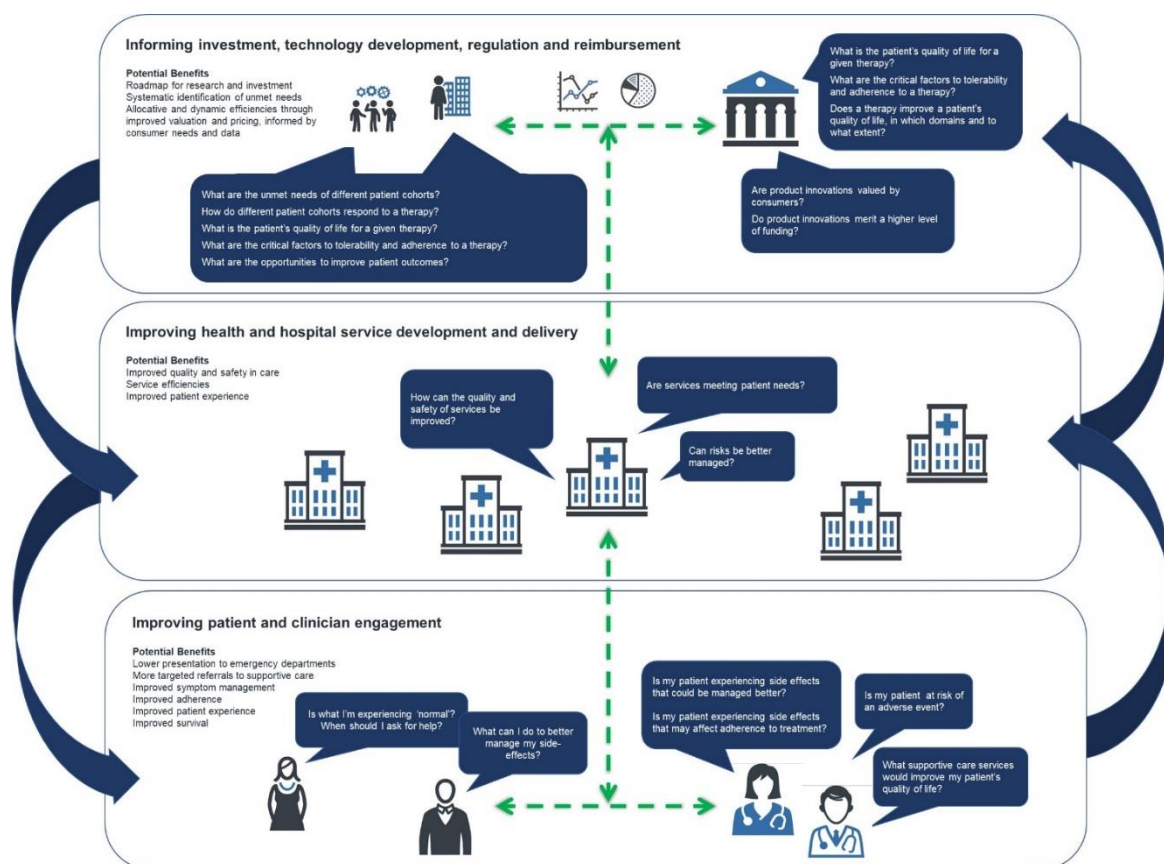 Informing investment, technology development, regulation and reimbursement
Potential Benefits
Roadmap for research and investment
Systematic identification of unmet needs
Allocative and dynamic efficiencies through
improved valuation and pricing, informed by
consumer needs and data
What is the patient's quality of life for a
given therapy?
What are the critical factors to tolerability
and adherence to a therapy?
Does a therapy improve a patient's
quality of life, in which domains and to
what extent?
What are the unmet needs of different patient cohorts?
How do different patient cohorts respond to a therapy?
What is the patient's quality of life for a given therapy?
What are the critical factors to tolerability and adherence to a therapy?
What are the opportunities to improve patient outcomes?
Are product innovations valued by
consumers?
Do product innovations merit a higher level
of funding?
Improving health and hospital service development and delivery
Potential Benefits
Improved quality and safety in care
Service efficiencies
Improved patient experience
How can the quality and
safety of services be
improved?
Are services meeting patient needs?
Can risks be better
managed?
Improving patient and clinician engagement
Potential Benefits
Lower presentation to emergency departments
More targeted referrals to supportive care
Improved symptom management
Improved adherence
Improved patient experience
Improved survival
Is what I'm experiencing 'normal'?
When should I ask for help?
What can I do to better
manage my side-
effects?
Is my patient experiencing side effects
that could be managed better?
Is my patient experiencing side effects
that may affect adherence to treatment?
Is my patient at risk of
an adverse event?
What supportive care services
would improve my patient's
quality of life?